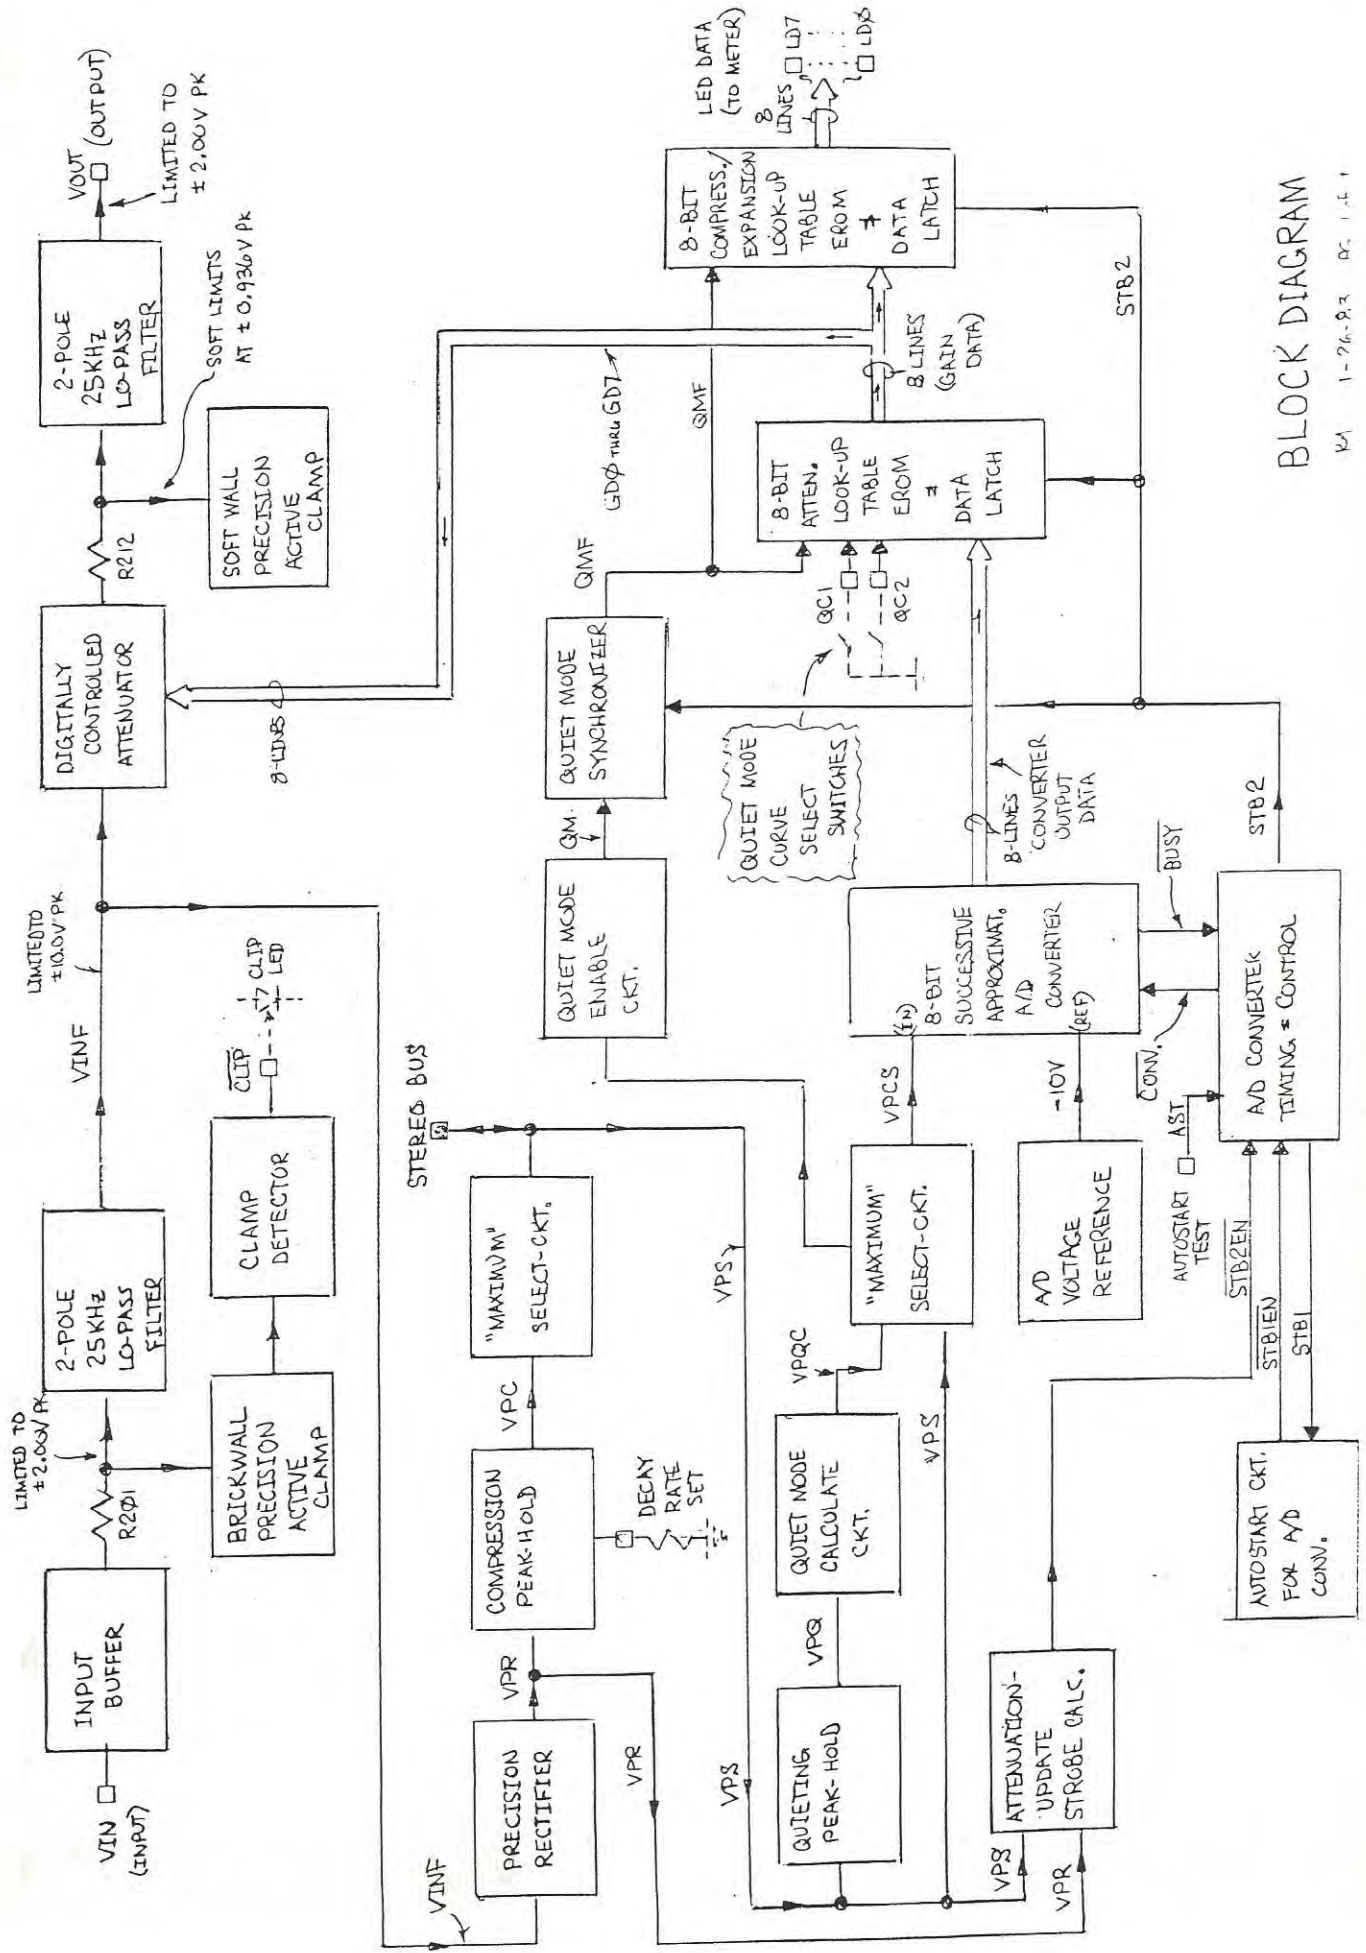 VIN
(INPUT)
INPUT
BUFFER
R2Ø1
LIMITED TO
±2.00V PK
BRICKWALL
PRECISION
ACTIVE
CLAMP
2-POLE
25KHz
LO-PASS
FILTER
CLAMP
DETECTOR
CLIP
CLIP
LED
VINF
LIMITED TO
±10.0V PK
DIGITALLY
CONTROLLED
ATTENUATOR
8-LINES
R212
SOFT WALL
PRECISION
ACTIVE
CLAMP
SOFT LIMITS
AT ± 0.936V PK
2-POLE
25KHz
LO-PASS
FILTER
VOUT
(OUTPUT)
LIMITED TO
± 2.00V PK
VINF
PRECISION
RECTIFIER
VPR
COMPRESSION
PEAK-HOLD
DECAY
RATE
SET
VPC
"MAXIMUM"
SELECT-CKT.
STEREO BUS
VPR
VPS
VPS
QUIET MODE
ENABLE
CKT.
QM
QUIET MODE
SYNCHRONIZER
QMF
QMF
GDØ THRU GD7
QUIET MODE
CURVE
SELECT
SWITCHES
QC1
QC2
8-BIT
ATTEN.
LOOK-UP
TABLE
EROM
≠
DATA
LATCH
8 LINES
(GAIN
DATA)
8-BIT
COMPRESS./
EXPANSION
LOOK-UP
TABLE
EROM
≠
DATA
LATCH
LED DATA
(TO METER)
8
LINES
LD7
LDØ
QUIETING
PEAK-HOLD
VPQ
QUIET NODE
CALCULATE
CKT.
VPQC
VPS
"MAXIMUM"
SELECT-CKT.
VPCS
(IN)
8-BIT
SUCCESSIVE
APPROXIMAT.
A/D
CONVERTER
(REF)
8-LINES
CONVERTER
OUTPUT
DATA
A/D
VOLTAGE
REFERENCE
-10V
CONV.
BUSY
VPS
VPR
ATTENUATION-
UPDATE
STROBE CALC.
AUTOSTART
TEST
AST
STB2EN
STB1EN
STB1
A/D CONVERTER
TIMING ≠ CONTROL
STB2
STB2
AUTOSTART CKT.
FOR A/D
CONV.
BLOCK DIAGRAM